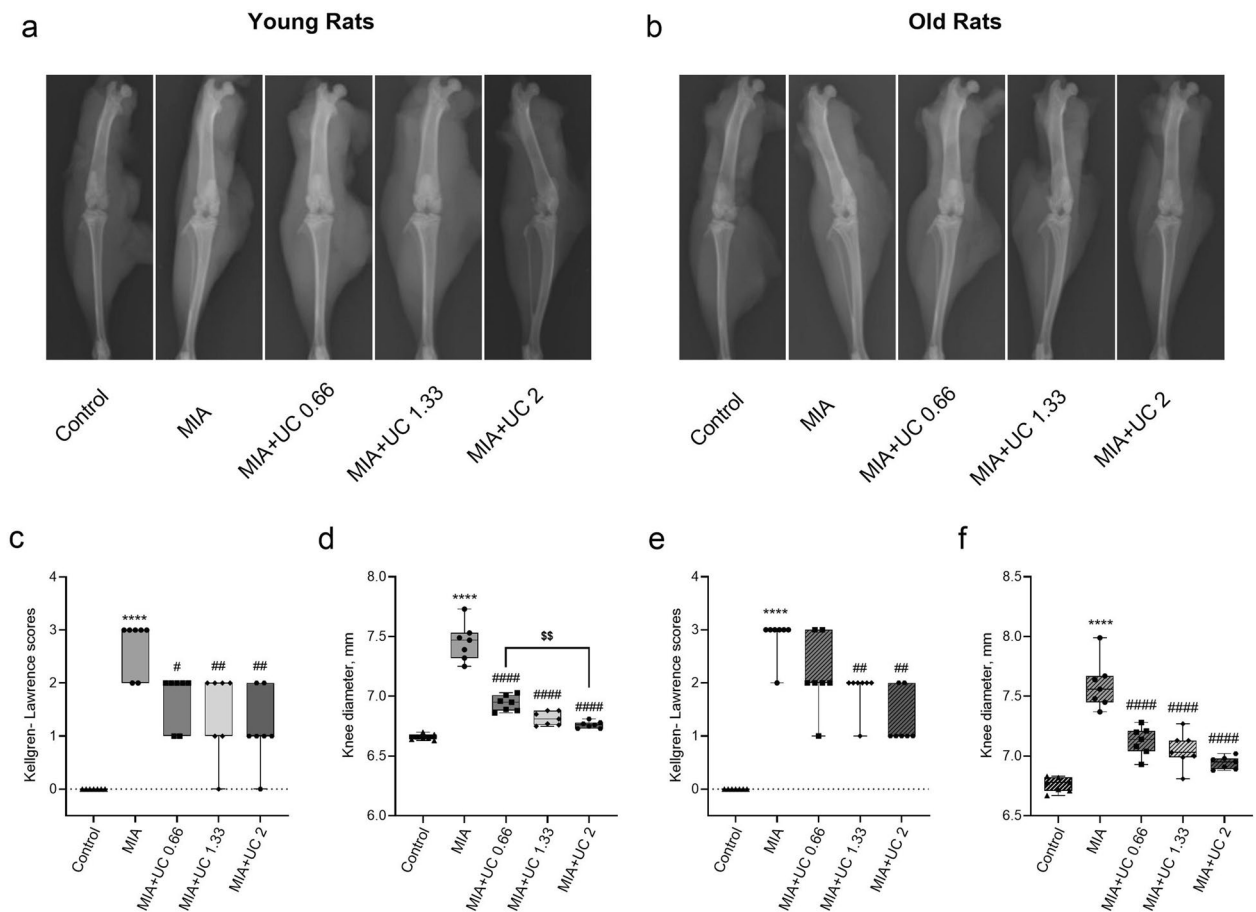 a
Young Rats
b
Old Rats
Control
MIA
MIA+UC 0.66
MIA+UC 1.33
MIA+UC 2
Control
MIA
MIA+UC 0.66
MIA+UC 1.33
MIA+UC 2
c
Kellgren- Lawrence scores
4
3
2
1
0
****
#
##
##
Control
MIA
MIA+UC 0.66
MIA+UC 1.33
MIA+UC 2
d
Knee diameter, mm
8.0
7.5
7.0
6.5
6.0
****
####
####
####
$$
Control
MIA
MIA+UC 0.66
MIA+UC 1.33
MIA+UC 2
e
Kellgren- Lawrence scores
4
3
2
1
0
****
##
##
Control
MIA
MIA+UC 0.66
MIA+UC 1.33
MIA+UC 2
f
Knee diameter, mm
8.5
8.0
7.5
7.0
6.5
****
####
####
####
Control
MIA
MIA+UC 0.66
MIA+UC 1.33
MIA+UC 2